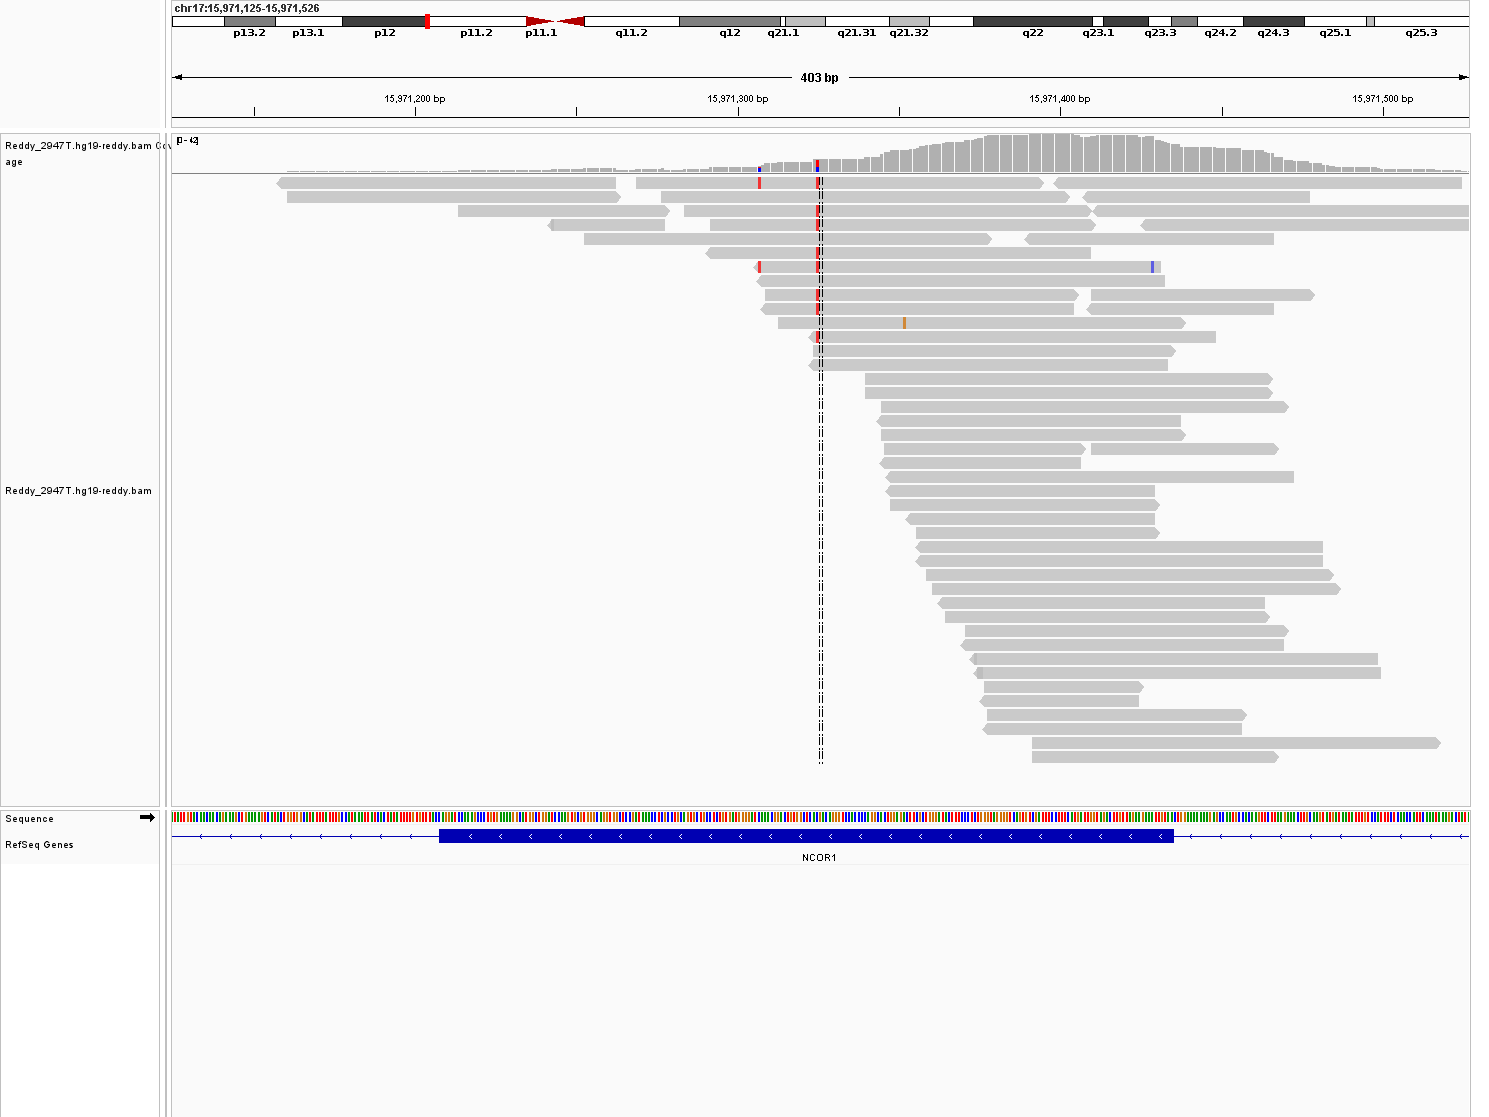 chr17:15,971,125-15,971,526
p13.2 p13.1 p12 p11.2 p11.1 q11.2 q12 q21.1 q21.31 q21.32 q22 q23.1 q23.3 q24.2 q24.3 q25.1 q25.3
403 bp
15,971,200 bp 15,971,300 bp 15,971,400 bp 15,971,500 bp
[0 - 42]
Reddy_2947T.hg19-reddy.bam Cov
age
Reddy_2947T.hg19-reddy.bam
Sequence
RefSeq Genes
NCOR1